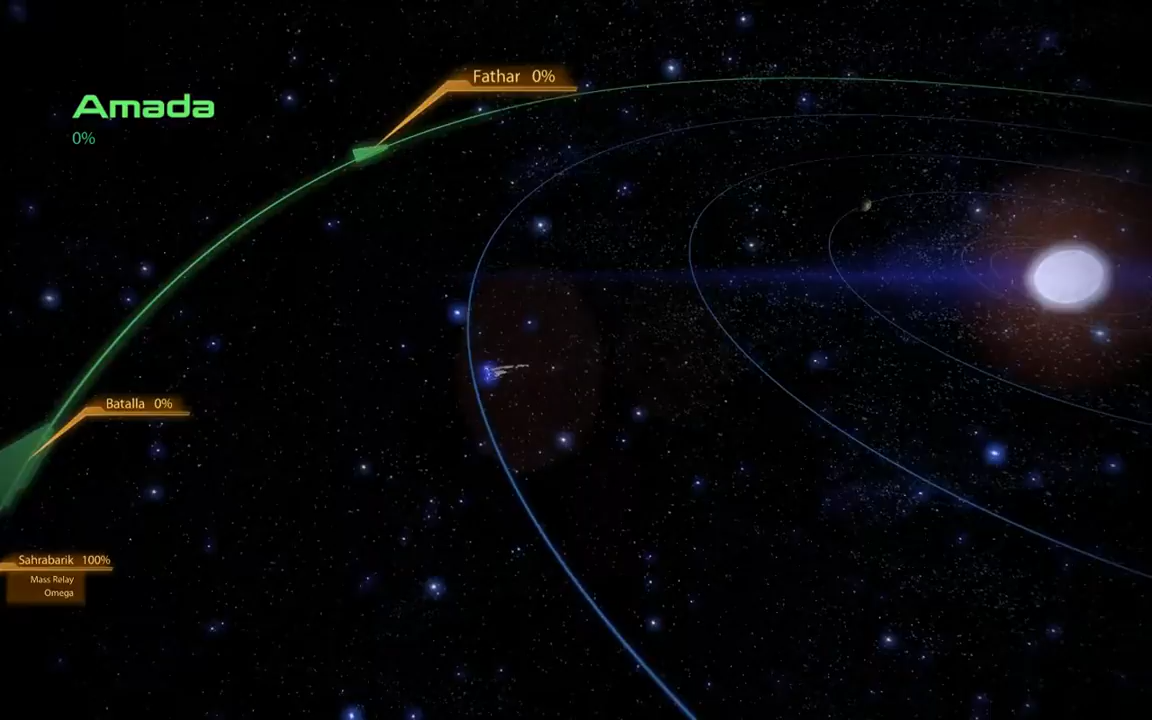 Fathar 0%
Amada
0%
Batalla 0%
Sahrabarik 100%
Mass Relay
Omega